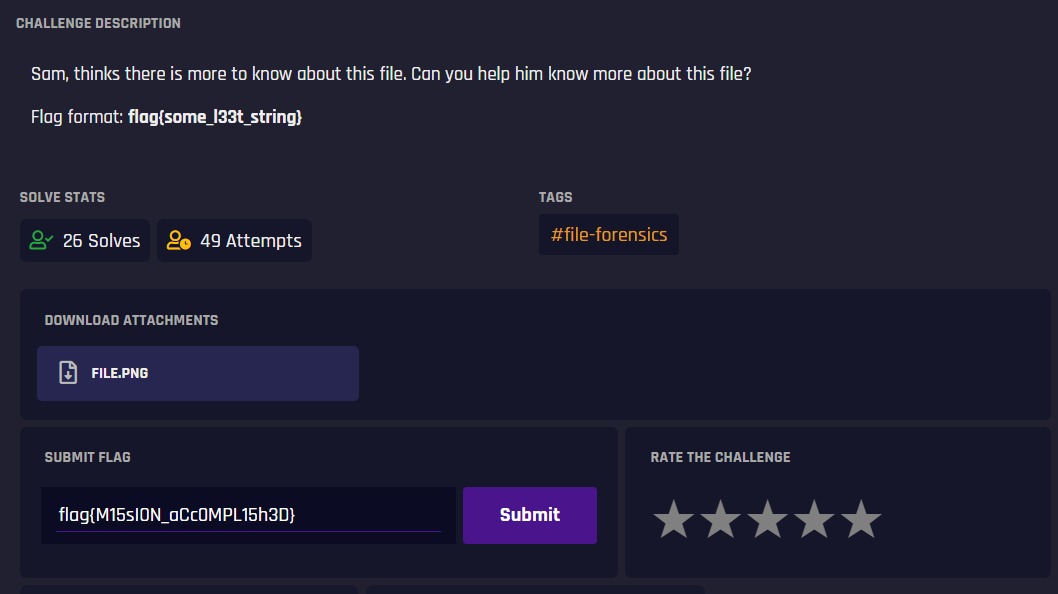 CHALLENGE DESCRIPTION
Sam, thinks there is more to know about this file. Can you help him know more about this file?
Flag format: flag{some_l33t_string}
SOLVE STATS
TAGS
26 Solves
49 Attempts
#file-forensics
DOWNLOAD ATTACHMENTS
FILE.PNG
SUBMIT FLAG
RATE THE CHALLENGE
flag{M15sI0N_aCc0MPL15h3D}
Submit